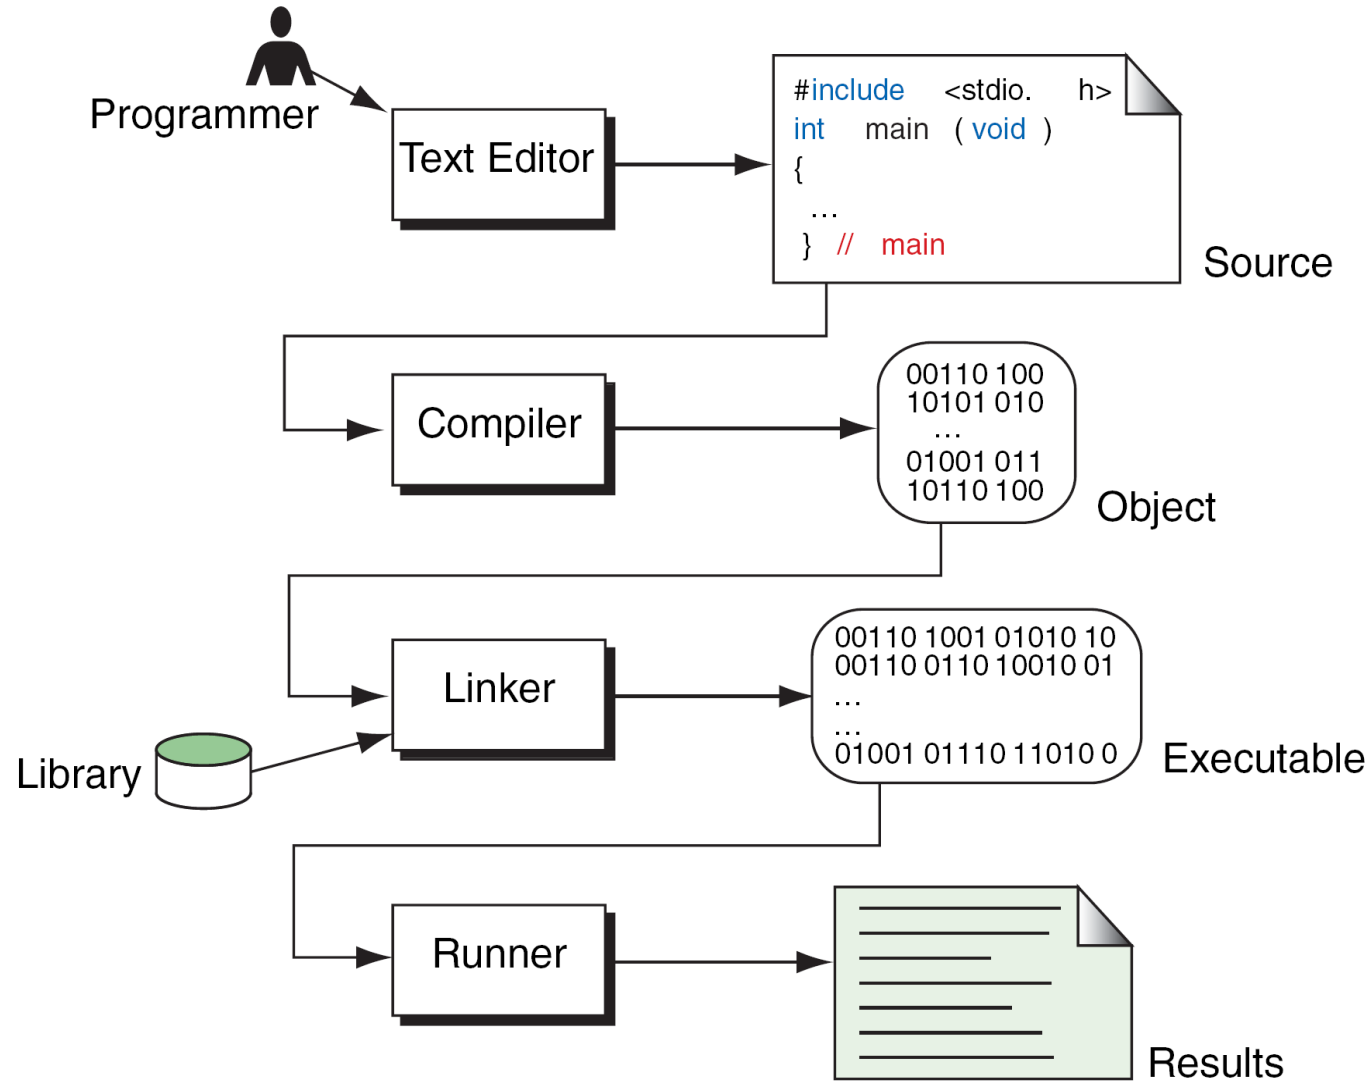 Programmer
Text Editor
#include <stdio. h>
int main ( void )
{
...
} // main
Source
Compiler
00110 100
10101 010
...
01001 011
10110 100
Object
Linker
00110 1001 01010 10
00110 0110 10010 01
...
...
01001 01110 11010 0
Executable
Library
Runner
Results